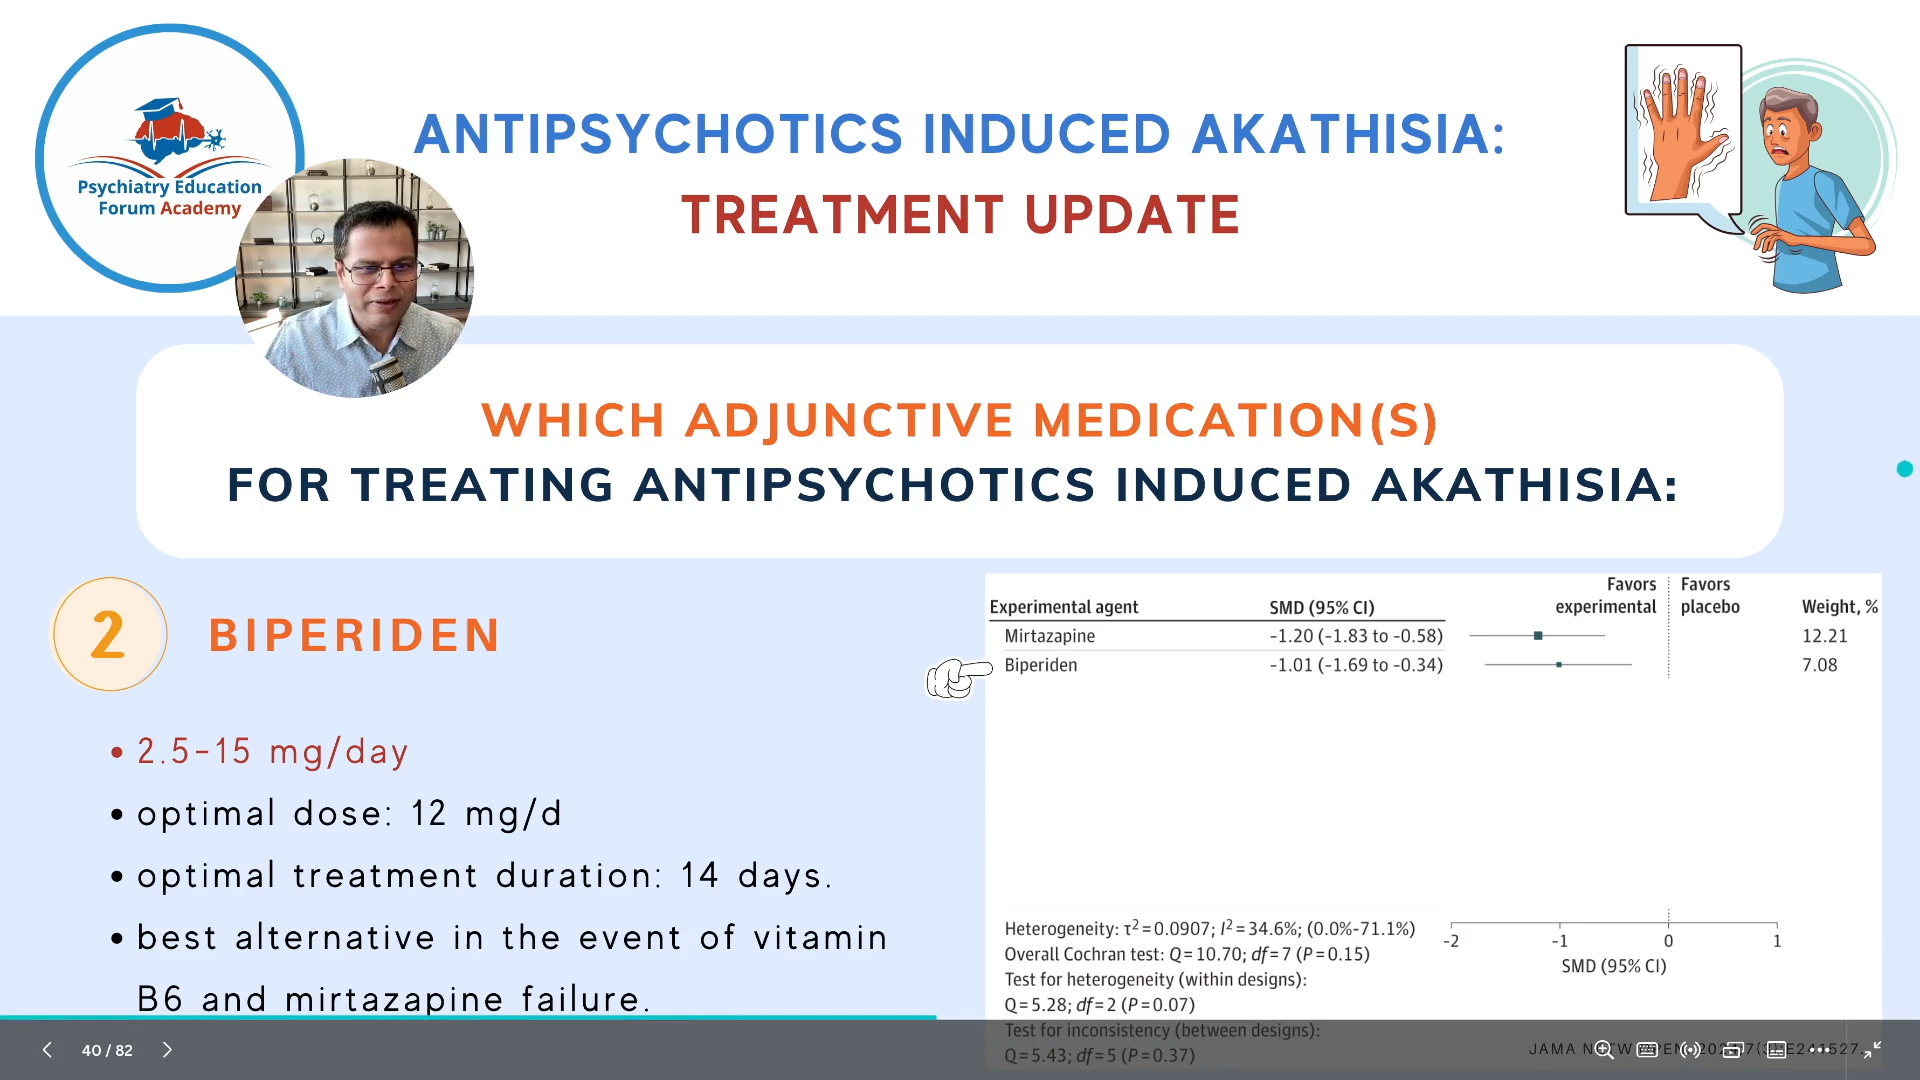 Psychiatry Education
Forum Academy
ANTIPSYCHOTICS INDUCED AKATHISIA:
TREATMENT UPDATE
WHICH ADJUNCTIVE MEDICATION(S)
FOR TREATING ANTIPSYCHOTICS INDUCED AKATHISIA:
2
BIPERIDEN
• 2.5-15 mg/day
• optimal dose: 12 mg/d
• optimal treatment duration: 14 days.
• best alternative in the event of vitamin
B6 and mirtazapine failure.
Favors experimental Favors placebo
Experimental agent SMD (95% CI) Weight, %
Mirtazapine -1.20 (-1.83 to -0.58) 12.21
Biperiden -1.01 (-1.69 to -0.34) 7.08
Heterogeneity: τ²=0.0907; I²=34.6%; (0.0%-71.1%)
Overall Cochran test: Q=10.70; df=7 (P=0.15)
Test for heterogeneity (within designs):
Q=5.28; df=2 (P=0.07)
Test for inconsistency (between designs):
Q=5.43; df=5 (P=0.37)
-2 -1 0 1
SMD (95% CI)
40 / 82
JAMA